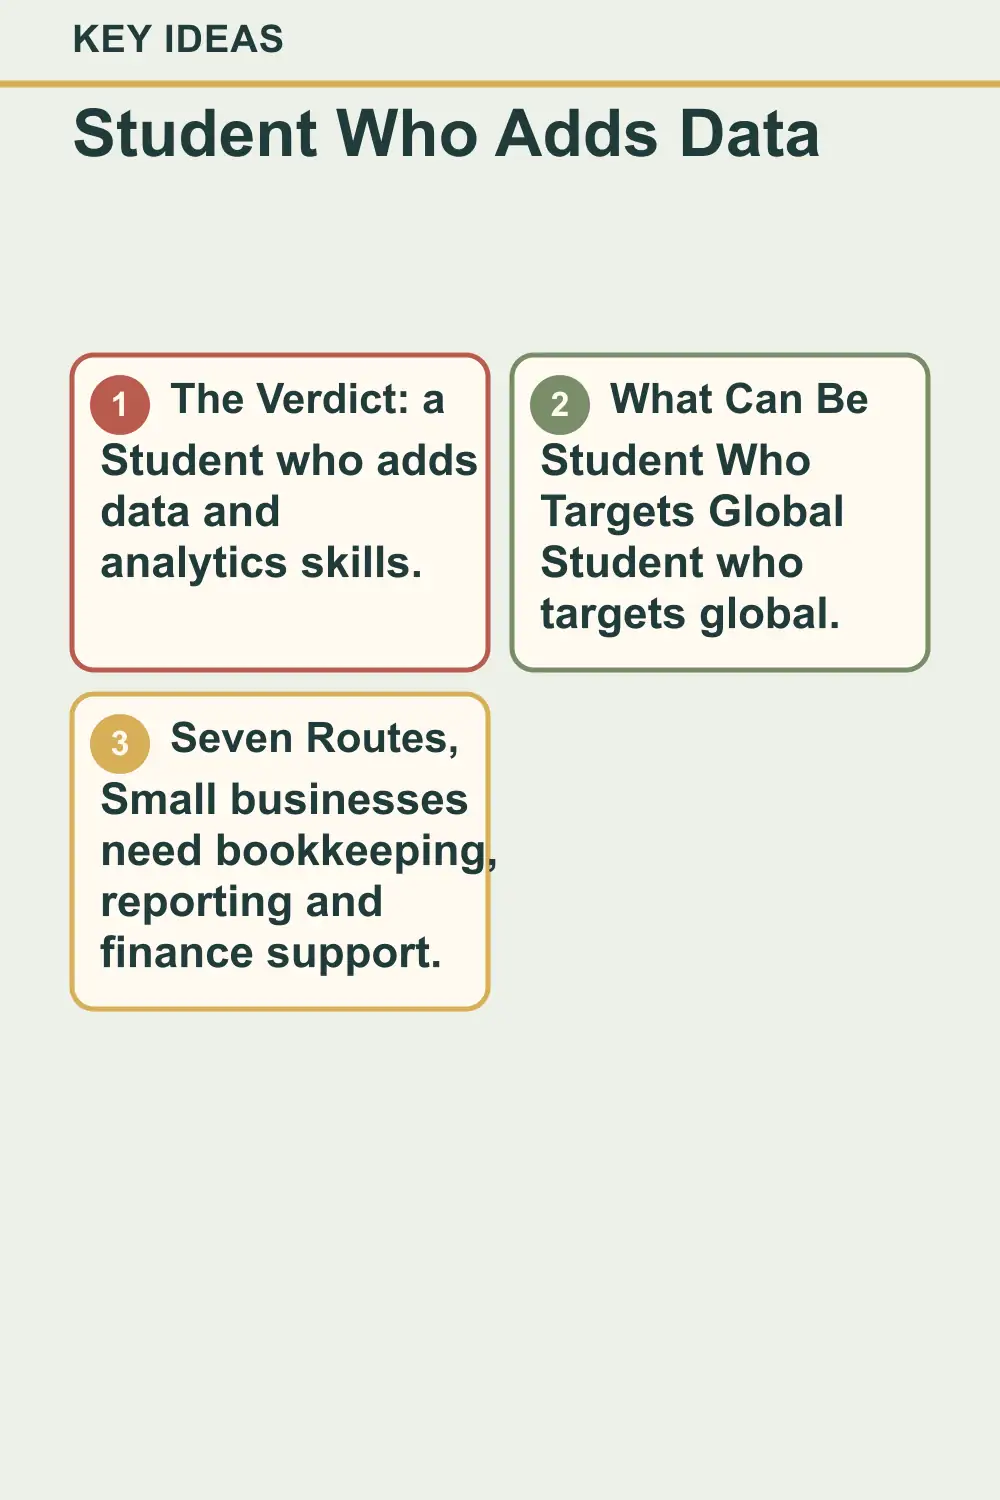 KEY IDEAS
Student Who Adds Data
1 The Verdict: a
Student who adds
data and
analytics skills.
2 What Can Be
Student Who
Targets Global
Student who
targets global.
3 Seven Routes,
Small businesses
need bookkeeping,
reporting and
finance support.